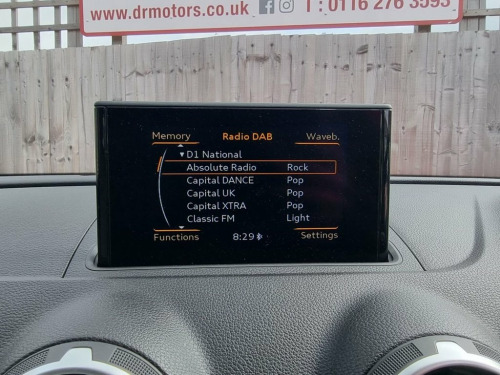 www.drmotors.co.uk T: 0116 276 3593
Memory Radio DAB Waveb.
▼ D1 National
Absolute Radio Rock
Capital DANCE Pop
Capital UK Pop
Capital XTRA Pop
Classic FM Light
Functions 8:29 Settings